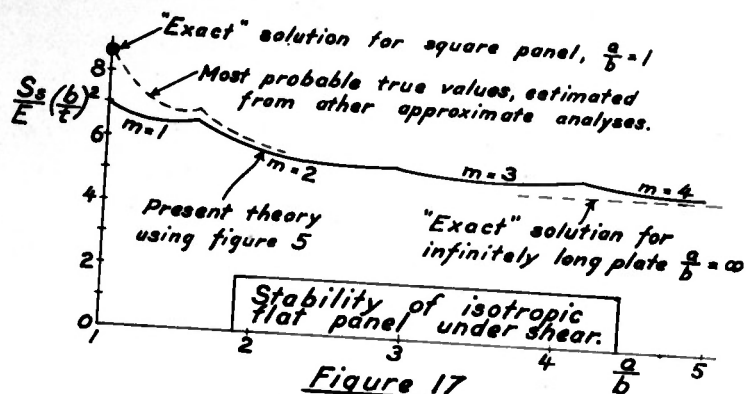 "Exact" solution for square panel, a/b = 1
Most probable true values, estimated
from other approximate analyses.
Ss/E (b/t)²
8
6
4
2
0
m=1
m=2
m=3
m=4
Present theory
using figure 5
"Exact" solution for
infinitely long plate a/b = ∞
Stability of isotropic
flat panel under shear.
1
2
3
4
a/b
5
Figure 17